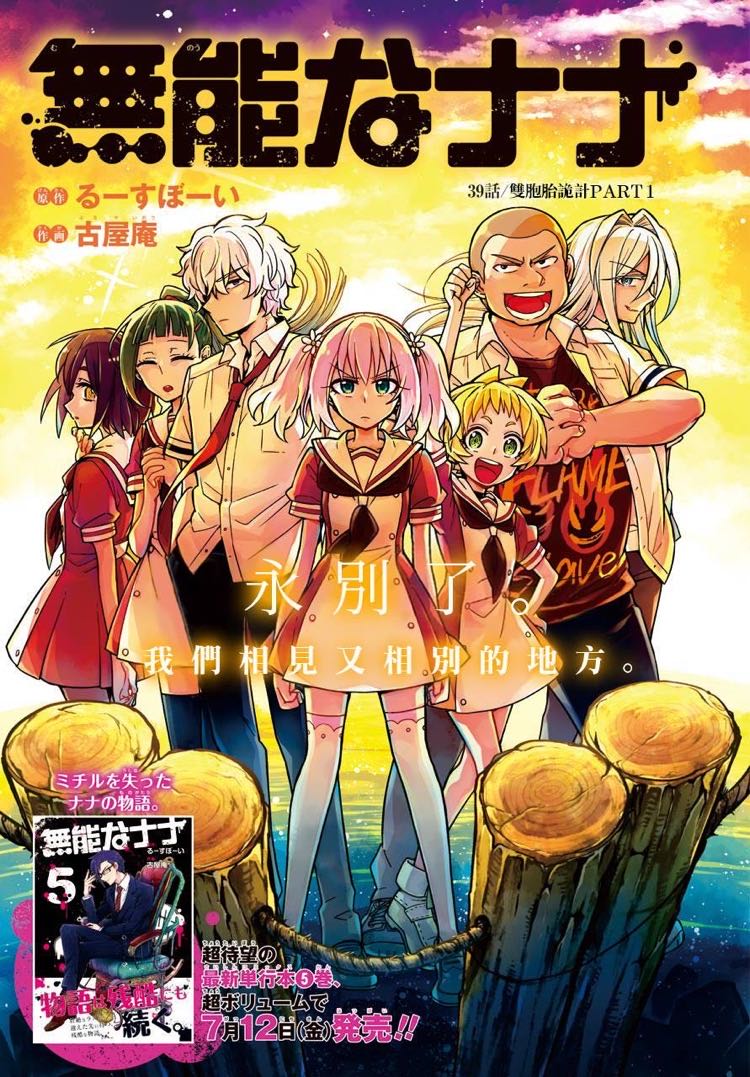 無能なナナ
39話/雙胞胎詭計PART1
原作 るーすぼーい
作画 古屋庵
永別了。
我們相見又相別的地方。
FLAME
ミチルを失った
ナナの物語。
無能なナナ
るーすぼーい
古屋庵
5
物語は残酷にも
続く。
超待望の
最新単行本5巻、
超ボリュームで
7月12日(金)発売!!